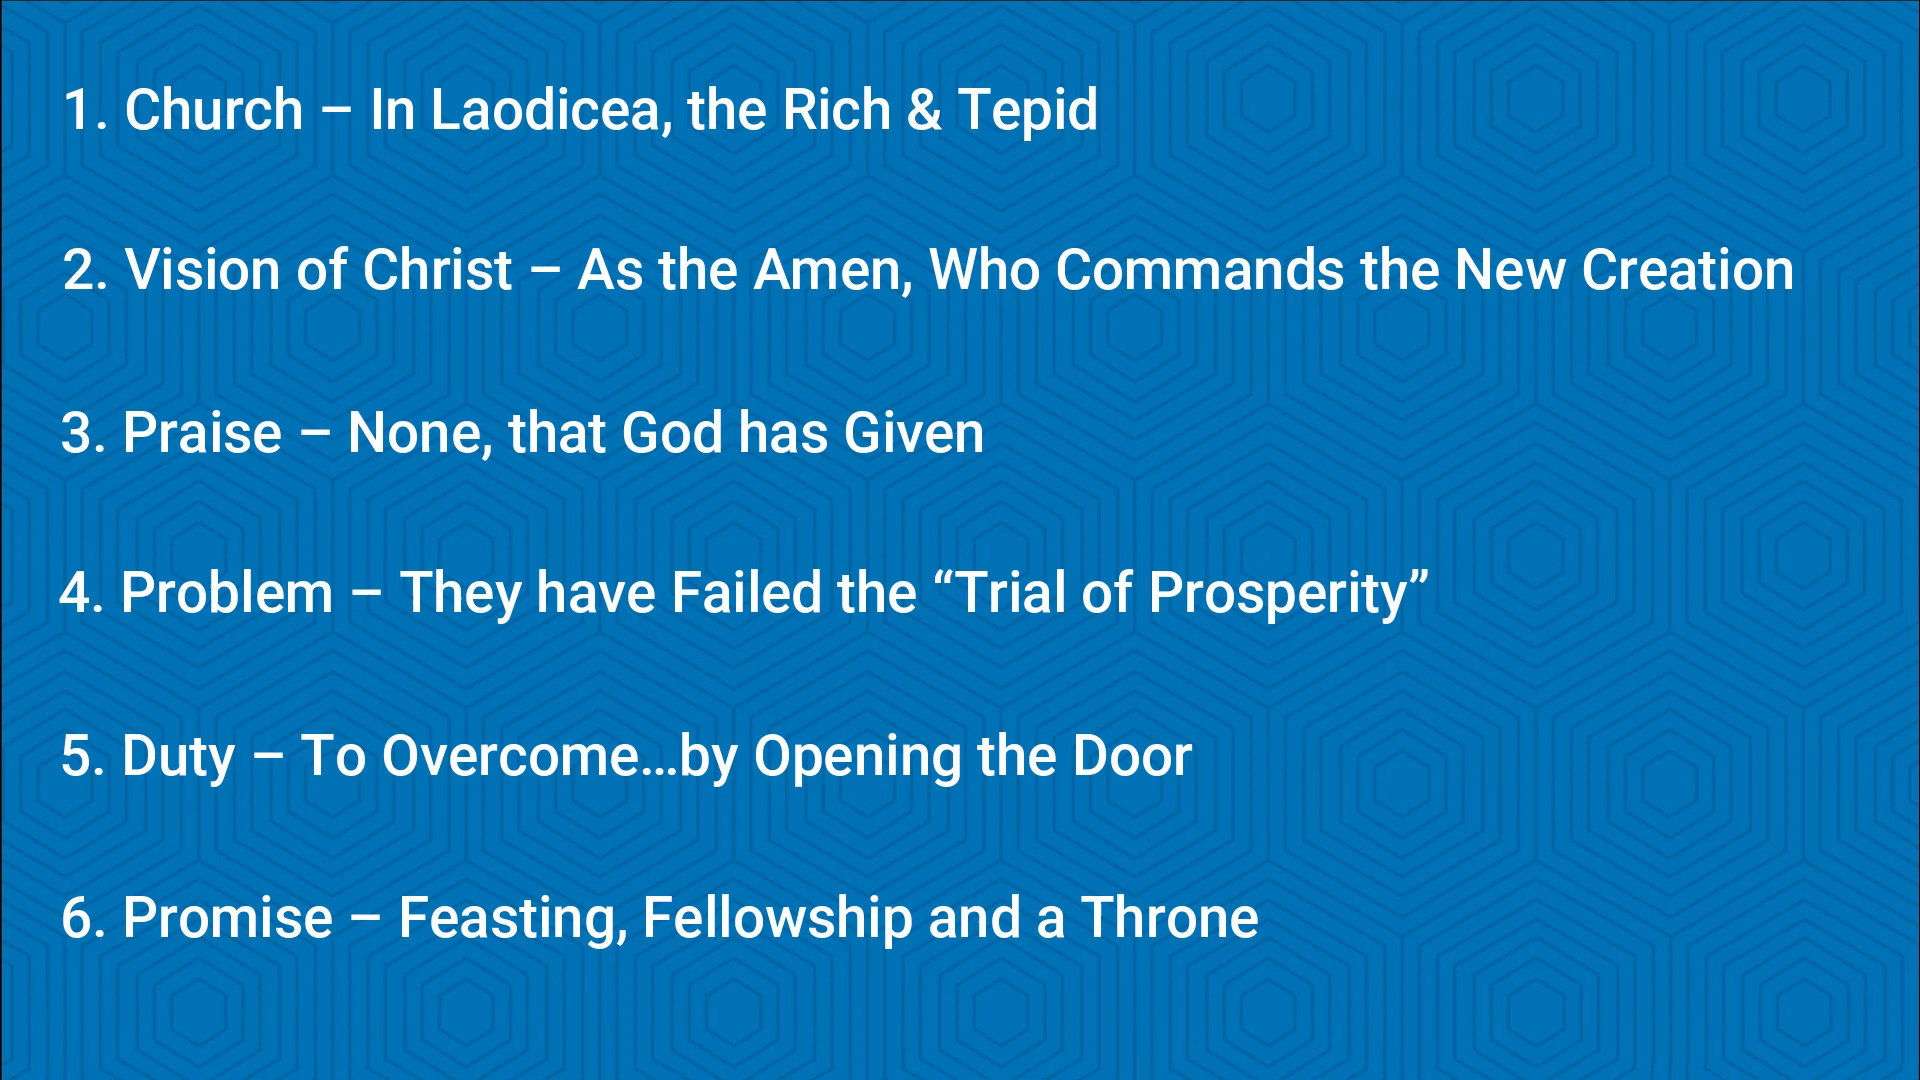 1. Church – In Laodicea, the Rich & Tepid
2. Vision of Christ – As the Amen, Who Commands the New Creation
3. Praise – None, that God has Given
4. Problem – They have Failed the “Trial of Prosperity”
5. Duty – To Overcome…by Opening the Door
6. Promise – Feasting, Fellowship and a Throne